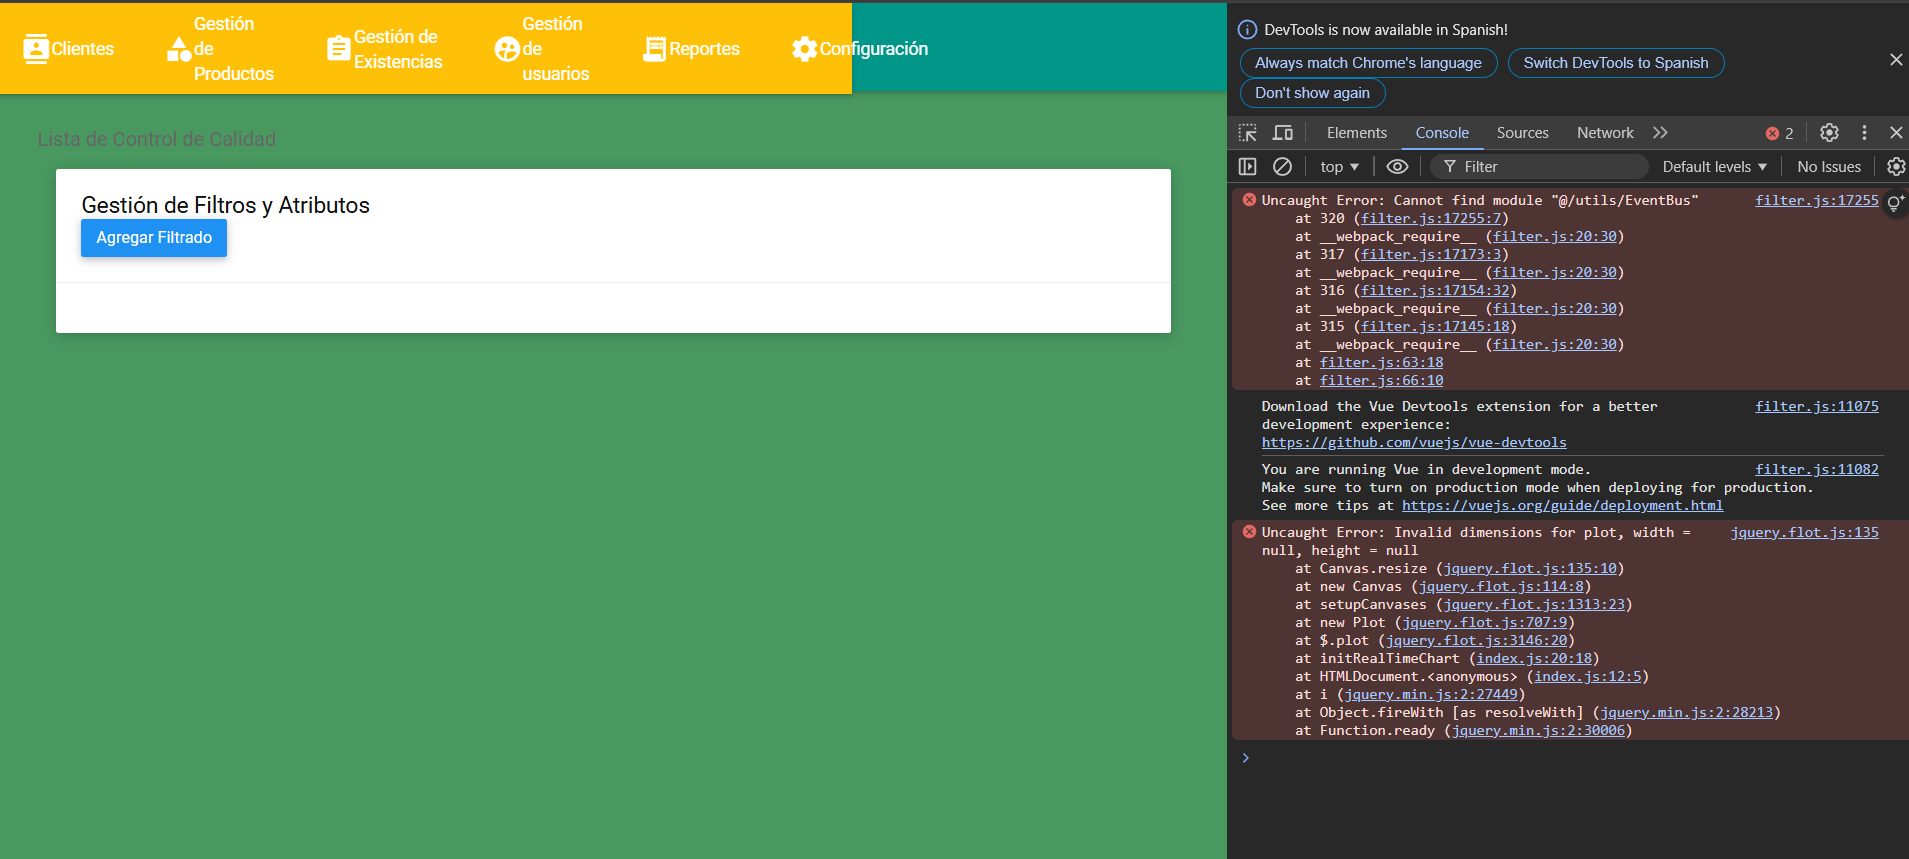 Clientes
Gestión
de
Productos
Gestión de
Existencias
Gestión
de
usuarios
Reportes
Configuración
Lista de Control de Calidad
Gestión de Filtros y Atributos
Agregar Filtrado
DevTools is now available in Spanish!
Always match Chrome's language
Switch DevTools to Spanish
Don't show again
Elements
Console
Sources
Network
2
top
Filter
Default levels
No Issues
Uncaught Error: Cannot find module "@/utils/EventBus" filter.js:17255
at 320 (filter.js:17255:7)
at __webpack_require__ (filter.js:20:30)
at 317 (filter.js:17173:3)
at __webpack_require__ (filter.js:20:30)
at 316 (filter.js:17154:32)
at __webpack_require__ (filter.js:20:30)
at 315 (filter.js:17145:18)
at __webpack_require__ (filter.js:20:30)
at filter.js:63:18
at filter.js:66:10
Download the Vue Devtools extension for a better filter.js:11075
development experience:
https://github.com/vuejs/vue-devtools
You are running Vue in development mode. filter.js:11082
Make sure to turn on production mode when deploying for production.
See more tips at https://vuejs.org/guide/deployment.html
Uncaught Error: Invalid dimensions for plot, width = jquery.flot.js:135
null, height = null
at Canvas.resize (jquery.flot.js:135:10)
at new Canvas (jquery.flot.js:114:8)
at setupCanvases (jquery.flot.js:1313:23)
at new Plot (jquery.flot.js:707:9)
at $.plot (jquery.flot.js:3146:20)
at initRealTimeChart (index.js:20:18)
at HTMLDocument.<anonymous> (index.js:12:5)
at i (jquery.min.js:2:27449)
at Object.fireWith [as resolveWith] (jquery.min.js:2:28213)
at Function.ready (jquery.min.js:2:30006)